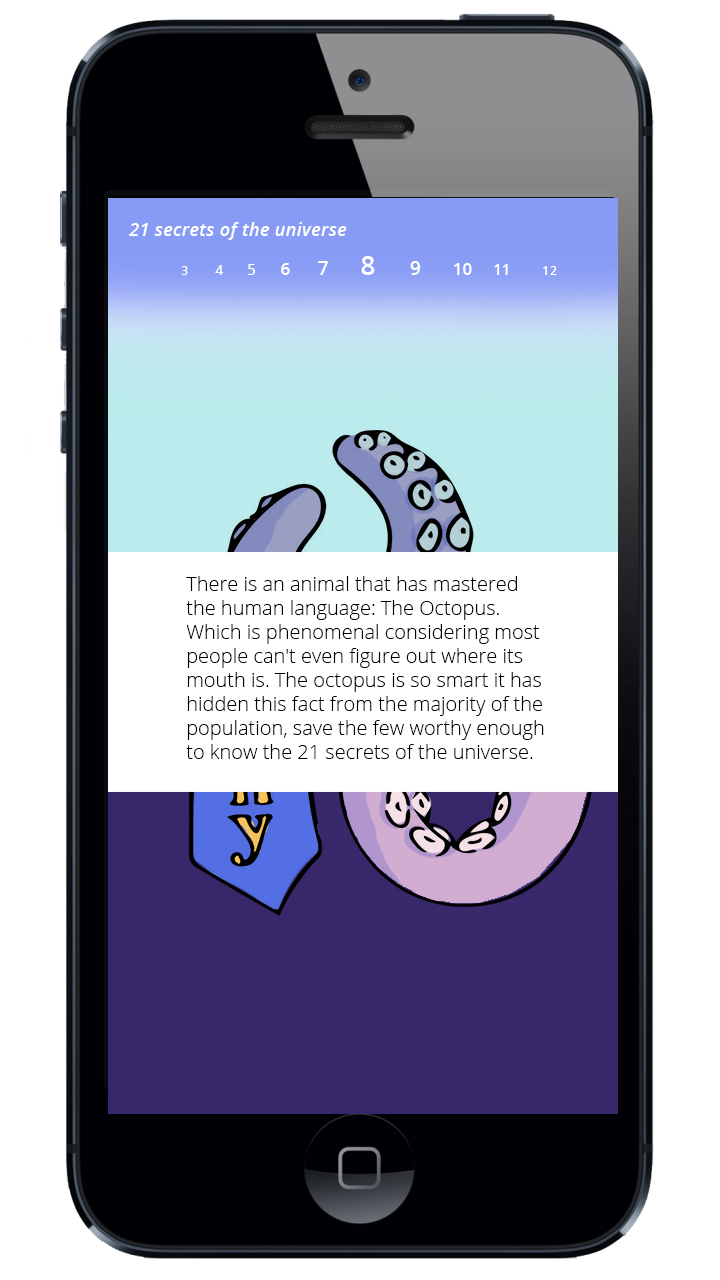 21 secrets of the universe
3 4 5 6 7 8 9 10 11 12
There is an animal that has mastered
the human language: The Octopus.
Which is phenomenal considering most
people can't even figure out where its
mouth is. The octopus is so smart it has
hidden this fact from the majority of the
population, save the few worthy enough
to know the 21 secrets of the universe.
y